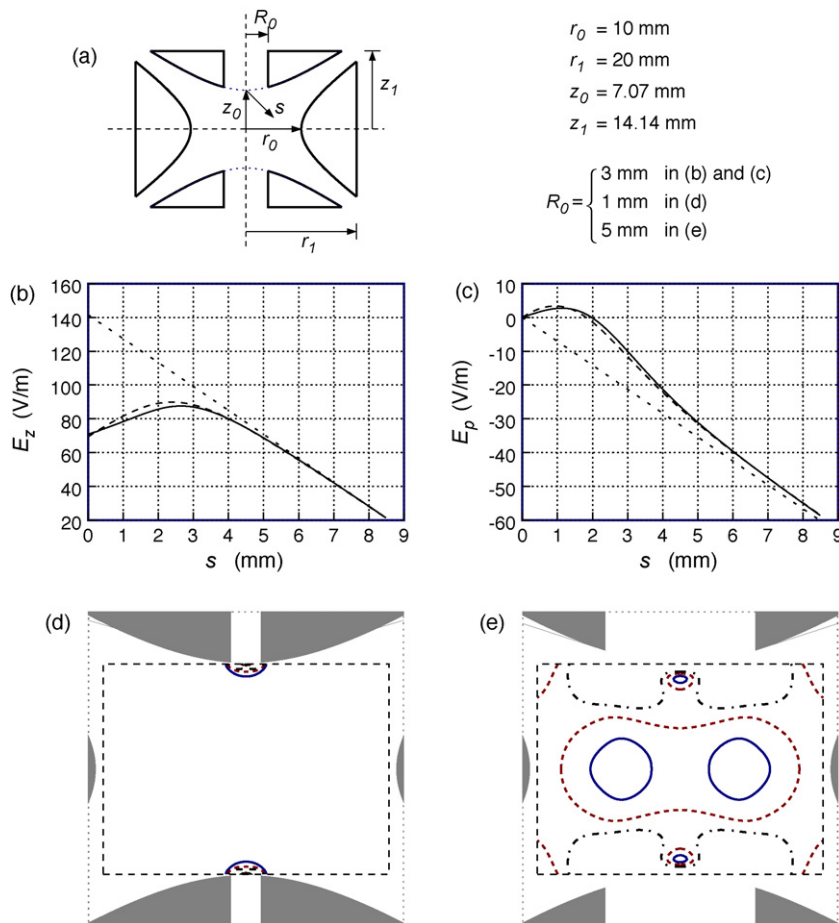 (a)
R0
z0
s
r0
z1
r1
r0 = 10 mm
r1 = 20 mm
z0 = 7.07 mm
z1 = 14.14 mm
R0 = { 3 mm in (b) and (c)
1 mm in (d)
5 mm in (e)
(b)
160
140
120
100
80
60
40
20
0 1 2 3 4 5 6 7 8 9
Ez (V/m)
s (mm)
(c)
10
0
-10
-20
-30
-40
-50
-60
0 1 2 3 4 5 6 7 8 9
Ep (V/m)
s (mm)
(d)
(e)